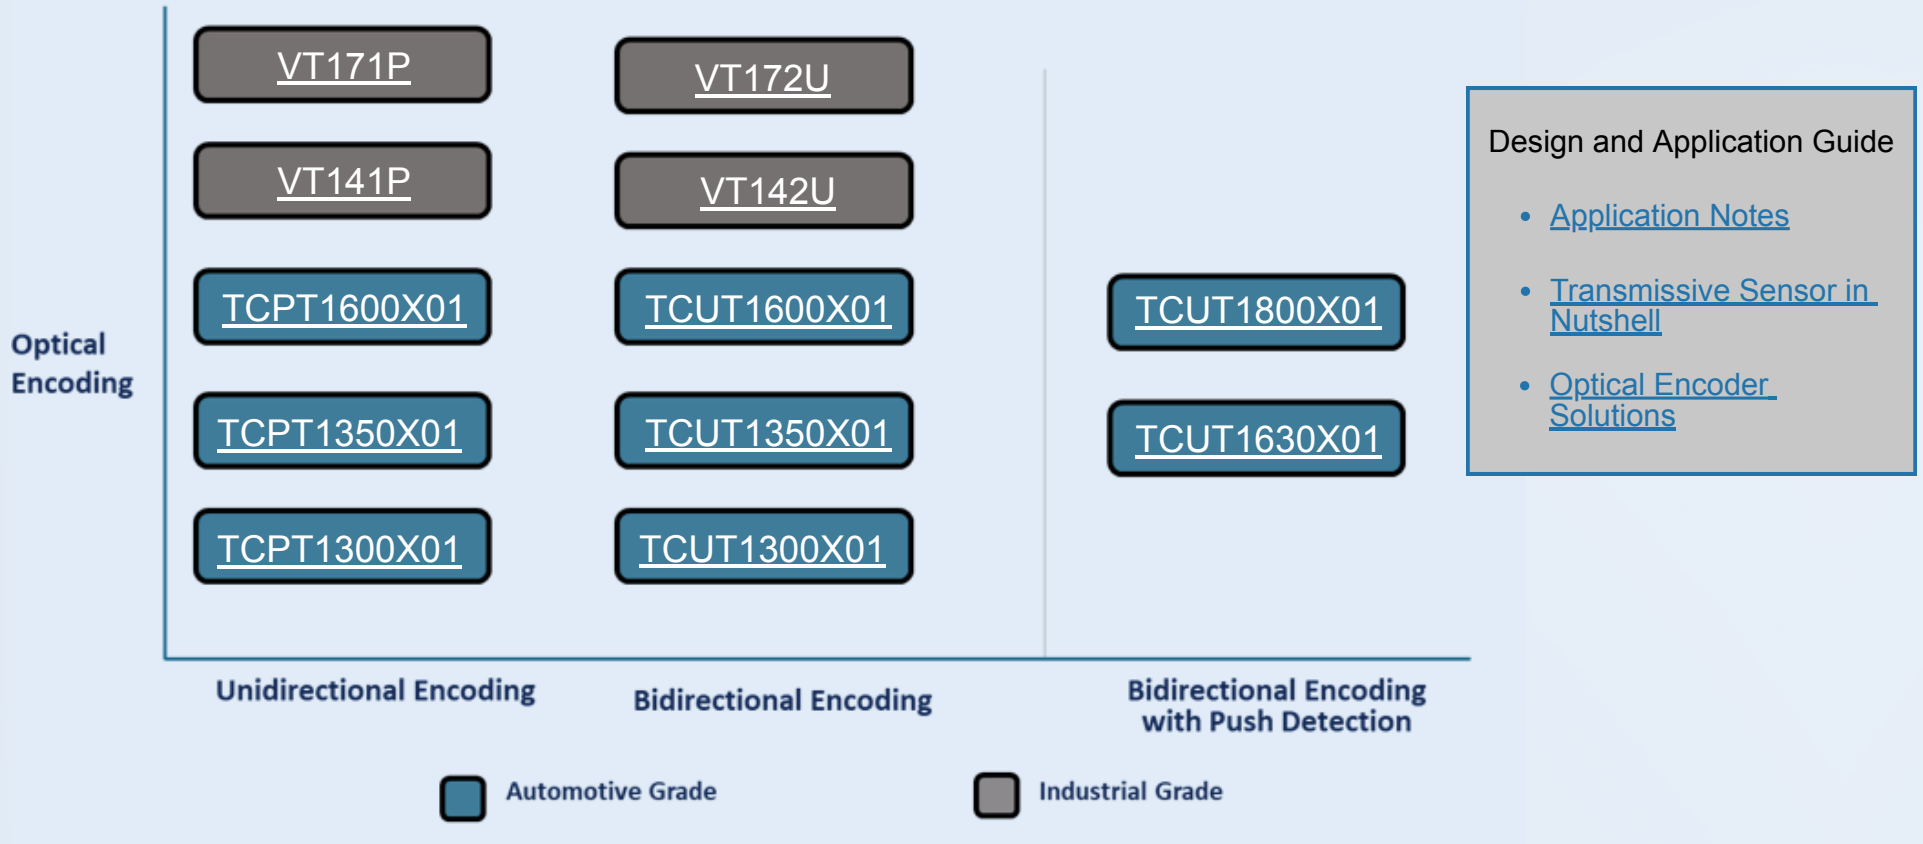 VT171P
VT172U
VT141P
VT142U
TCPT1600X01
TCUT1600X01
TCUT1800X01
Optical
Encoding
TCPT1350X01
TCUT1350X01
TCUT1630X01
TCPT1300X01
TCUT1300X01
Unidirectional Encoding
Bidirectional Encoding
Bidirectional Encoding
with Push Detection
Automotive Grade
Industrial Grade
Design and Application Guide
• Application Notes
• Transmissive Sensor in
Nutshell
• Optical Encoder
Solutions